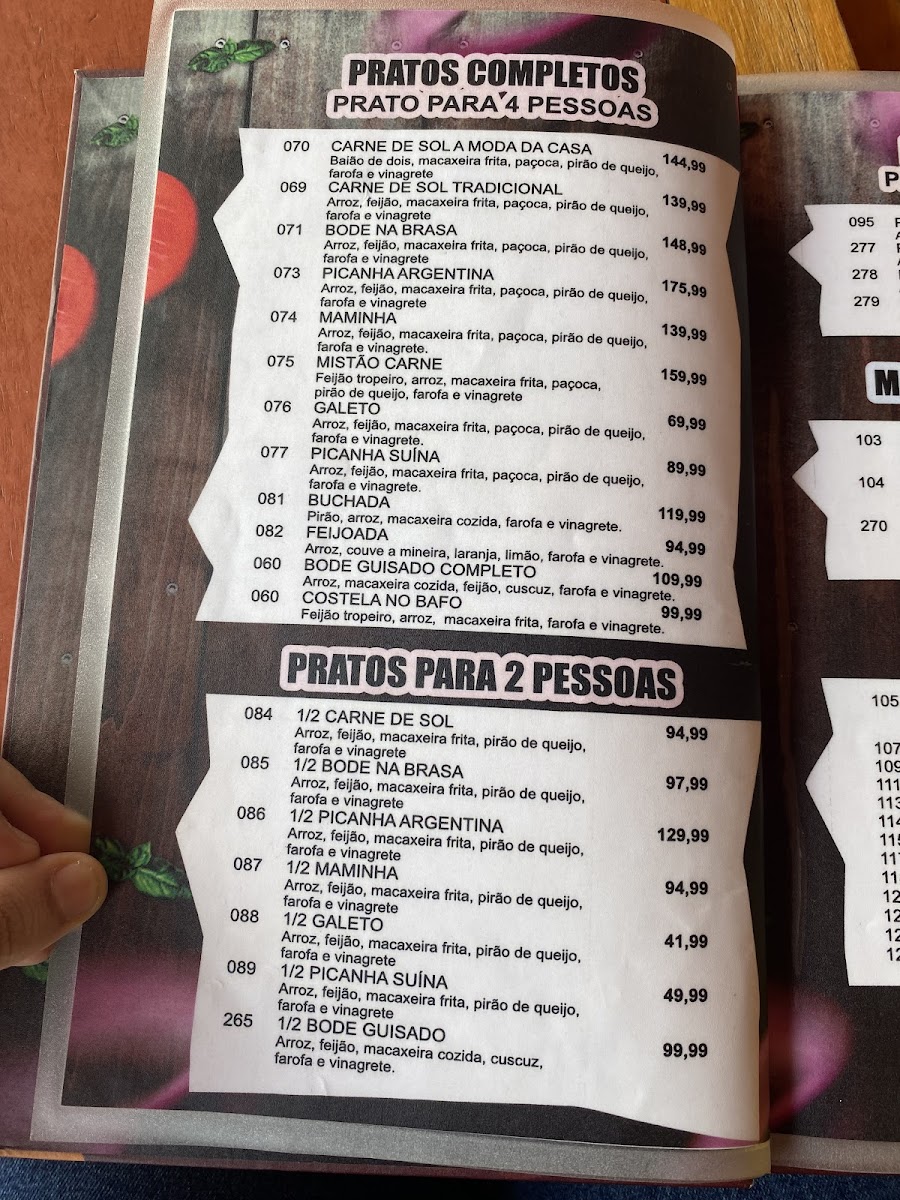 PRATOS COMPLETOS
PRATO PARA 4 PESSOAS
070 CARNE DE SOL A MODA DA CASA 144,99
Baião de dois, macaxeira frita, paçoca, pirão de queijo,
farofa e vinagrete
069 CARNE DE SOL TRADICIONAL 139,99
Arroz, feijão, macaxeira frita, paçoca, pirão de queijo,
farofa e vinagrete
071 BODE NA BRASA 148,99
Arroz, feijão, macaxeira frita, paçoca, pirão de queijo,
farofa e vinagrete
073 PICANHA ARGENTINA 175,99
Arroz, feijão, macaxeira frita, paçoca, pirão de queijo,
farofa e vinagrete
074 MAMINHA 139,99
Arroz, feijão, macaxeira frita, paçoca, pirão de queijo,
farofa e vinagrete.
075 MISTÃO CARNE 159,99
Feijão tropeiro, arroz, macaxeira frita, paçoca,
pirão de queijo, farofa e vinagrete
076 GALETO 69,99
Arroz, feijão, macaxeira frita, paçoca, pirão de queijo,
farofa e vinagrete.
077 PICANHA SUÍNA 89,99
Arroz, feijão, macaxeira frita, paçoca, pirão de queijo,
farofa e vinagrete.
081 BUCHADA 119,99
Pirão, arroz, macaxeira cozida, farofa e vinagrete.
082 FEIJOADA 94,99
Arroz, couve a mineira, laranja, limão, farofa e vinagrete.
060 BODE GUISADO COMPLETO 109,99
Arroz, macaxeira cozida, feijão, cuscuz, farofa e vinagrete.
060 COSTELA NO BAFO 99,99
Feijão tropeiro, arroz, macaxeira frita, farofa e vinagrete.
PRATOS PARA 2 PESSOAS
084 1/2 CARNE DE SOL 94,99
Arroz, feijão, macaxeira frita, pirão de queijo,
farofa e vinagrete
085 1/2 BODE NA BRASA 97,99
Arroz, feijão, macaxeira frita, pirão de queijo,
farofa e vinagrete
086 1/2 PICANHA ARGENTINA 129,99
Arroz, feijão, macaxeira frita, pirão de queijo,
farofa e vinagrete
087 1/2 MAMINHA 94,99
Arroz, feijão, macaxeira frita, pirão de queijo,
farofa e vinagrete
088 1/2 GALETO 41,99
Arroz, feijão, macaxeira frita, pirão de queijo,
farofa e vinagrete
089 1/2 PICANHA SUÍNA 49,99
Arroz, feijão, macaxeira frita, pirão de queijo,
farofa e vinagrete
265 1/2 BODE GUISADO 99,99
Arroz, feijão, macaxeira cozida, cuscuz,
farofa e vinagrete.
095
277
278
279
103
104
270
105
107